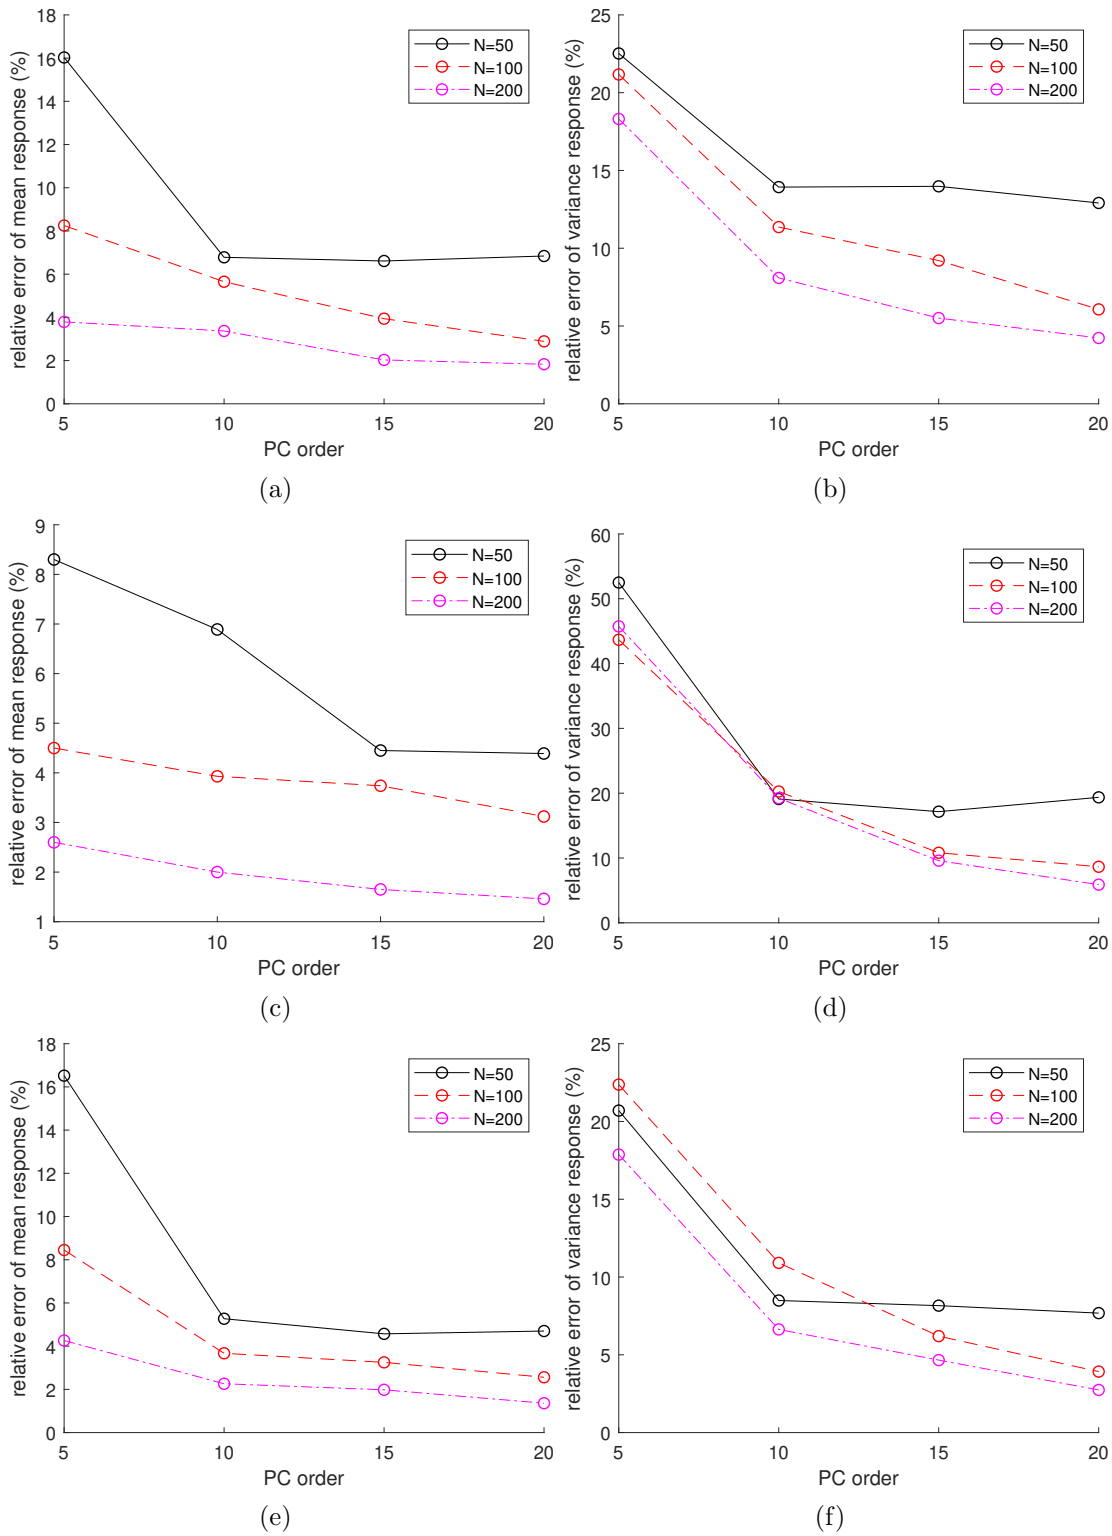 18
16
14
12
10
8
6
4
2
0
5
10
15
20
relative error of mean response (%)
PC order
N=50
N=100
N=200
(a)
25
20
15
10
5
0
5
10
15
20
relative error of variance response (%)
PC order
N=50
N=100
N=200
(b)
9
8
7
6
5
4
3
2
1
5
10
15
20
relative error of mean response (%)
PC order
N=50
N=100
N=200
(c)
60
50
40
30
20
10
0
5
10
15
20
relative error of variance response (%)
PC order
N=50
N=100
N=200
(d)
18
16
14
12
10
8
6
4
2
0
5
10
15
20
relative error of mean response (%)
PC order
N=50
N=100
N=200
(e)
25
20
15
10
5
0
5
10
15
20
relative error of variance response (%)
PC order
N=50
N=100
N=200
(f)